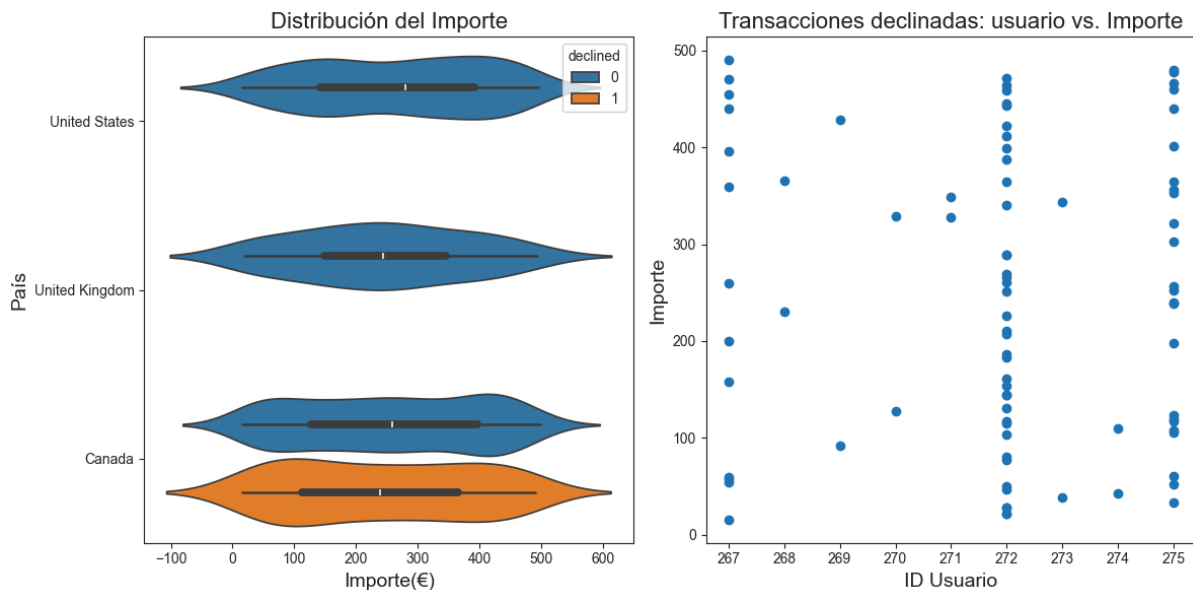 Distribución del Importe
declined
0
1
United States
United Kingdom
Canada
País
−100
0
100
200
300
400
500
600
Importe(€)
Transacciones declinadas: usuario vs. Importe
500
400
300
200
100
0
Importe
267
268
269
270
271
272
273
274
275
ID Usuario